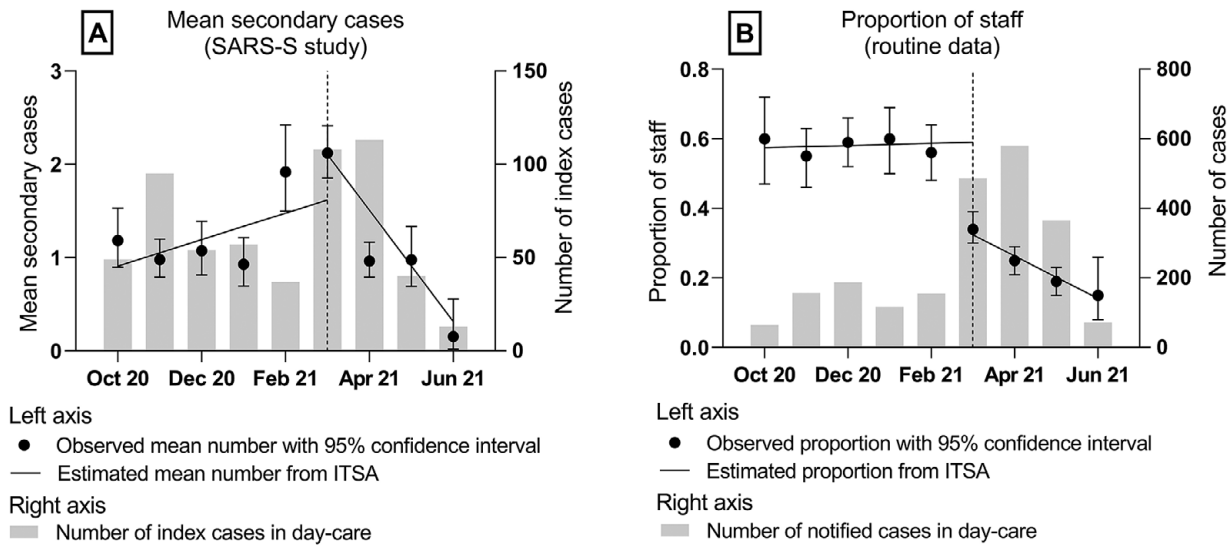 A
Mean secondary cases
(SARS-S study)
3
2
1
0
Mean secondary cases
150
100
50
0
Number of index cases
Oct 20 Dec 20 Feb 21 Apr 21 Jun 21
Left axis
Observed mean number with 95% confidence interval
Estimated mean number from ITSA
Right axis
Number of index cases in day-care
B
Proportion of staff
(routine data)
0.8
0.6
0.4
0.2
0.0
Proportion of staff
800
600
400
200
0
Number of cases
Oct 20 Dec 20 Feb 21 Apr 21 Jun 21
Left axis
Observed proportion with 95% confidence interval
Estimated proportion from ITSA
Right axis
Number of notified cases in day-care